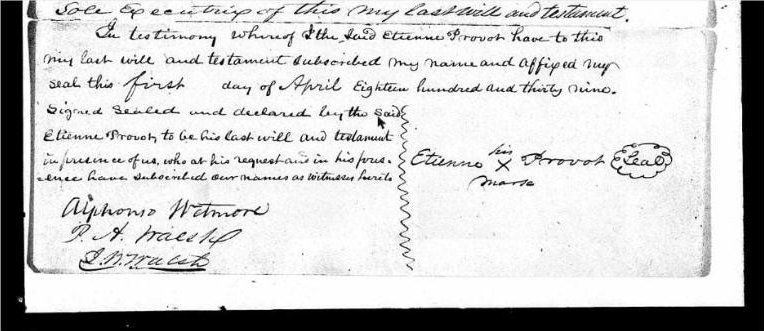 Sole Executrix of this my last will and testament.
In testimony whereof I the said Etienne Provot have to this
my last will and testament subscribed my name and affixed my
seal this first day of April Eighteen hundred and thirty nine.
Signed Sealed and declared by the said
Etienne Provot, to be his last will and testament
in presence of us, who at his request and in his pres-
ence have subscribed our names as witnesses hereto
his
Etienne X Provot Seal
mark
Alphonso Wetmore
P. A. Walsh
J. W. Walsh